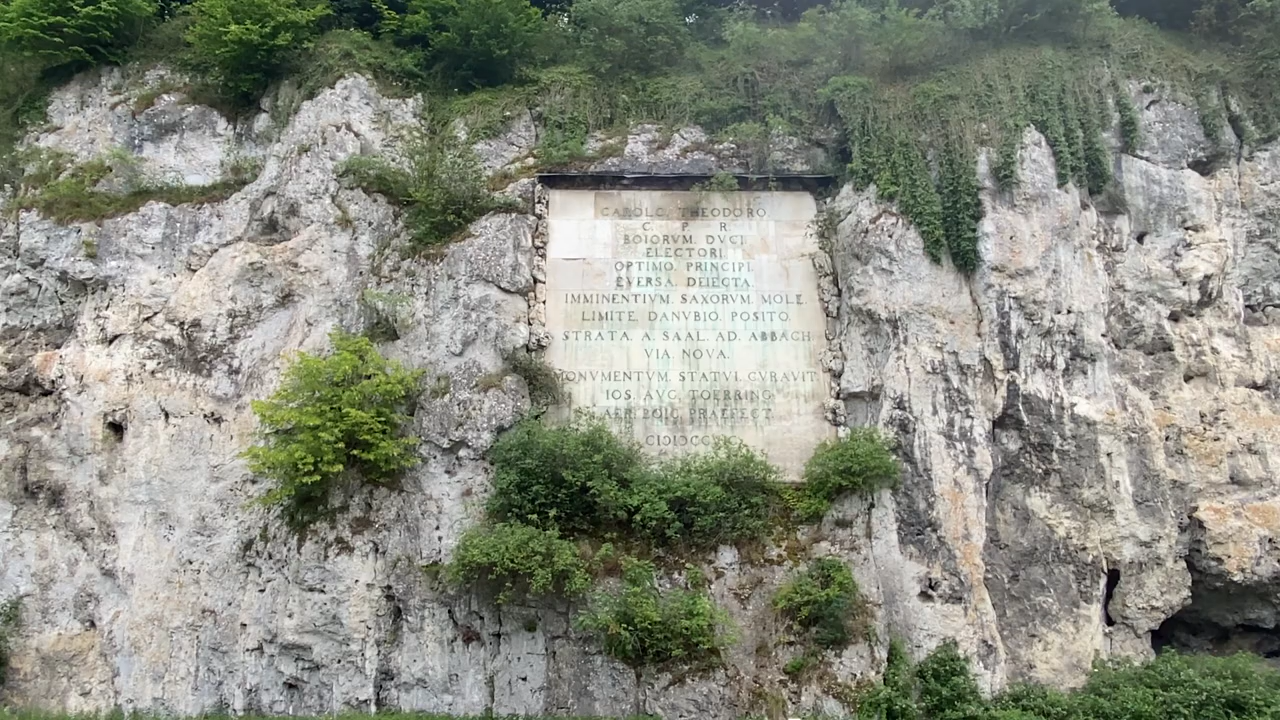 CAROLO. THEODORO.
C. P. R.
BOIORVM. DVCI.
ELECTORI.
OPTIMO. PRINCIPI.
EVERSA. DEIECTA.
IMMINENTIVM. SAXORVM. MOLE.
LIMITE. DANVBIO. POSITO.
STRATA. A. SAAL. AD. ABBACH.
VIA. NOVA.
MONVMENTVM. STATVI. CVRAVIT.
IOS. AVG. TOERRING.
AER. BOIC. PRAEFECT.